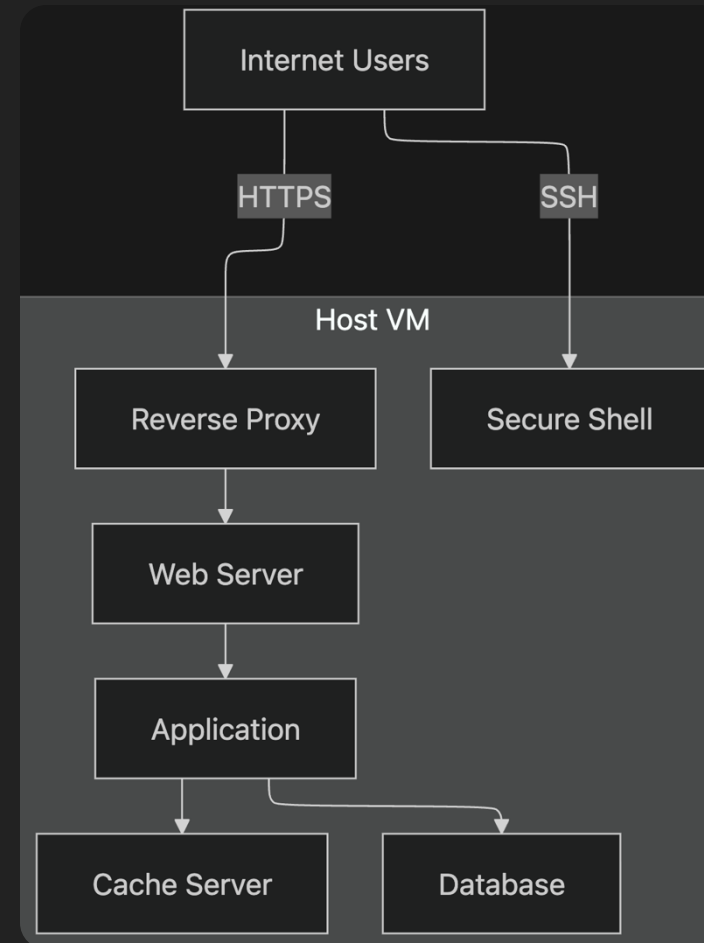 Internet Users
HTTPS
SSH
Host VM
Reverse Proxy
Secure Shell
Web Server
Application
Cache Server
Database